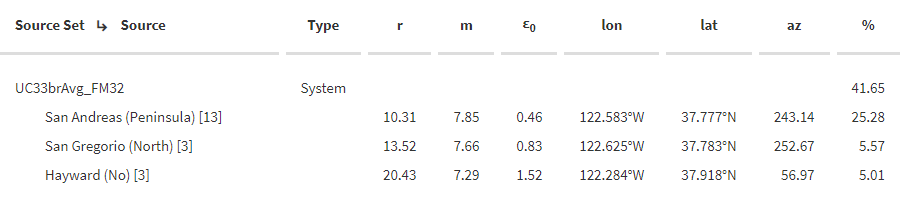 Source Set ↳ Source Type r m ε0 lon lat az %
UC33brAvg_FM32 System 41.65
San Andreas (Peninsula) [13] 10.31 7.85 0.46 122.583°W 37.777°N 243.14 25.28
San Gregorio (North) [3] 13.52 7.66 0.83 122.625°W 37.783°N 252.67 5.57
Hayward (No) [3] 20.43 7.29 1.52 122.284°W 37.918°N 56.97 5.01